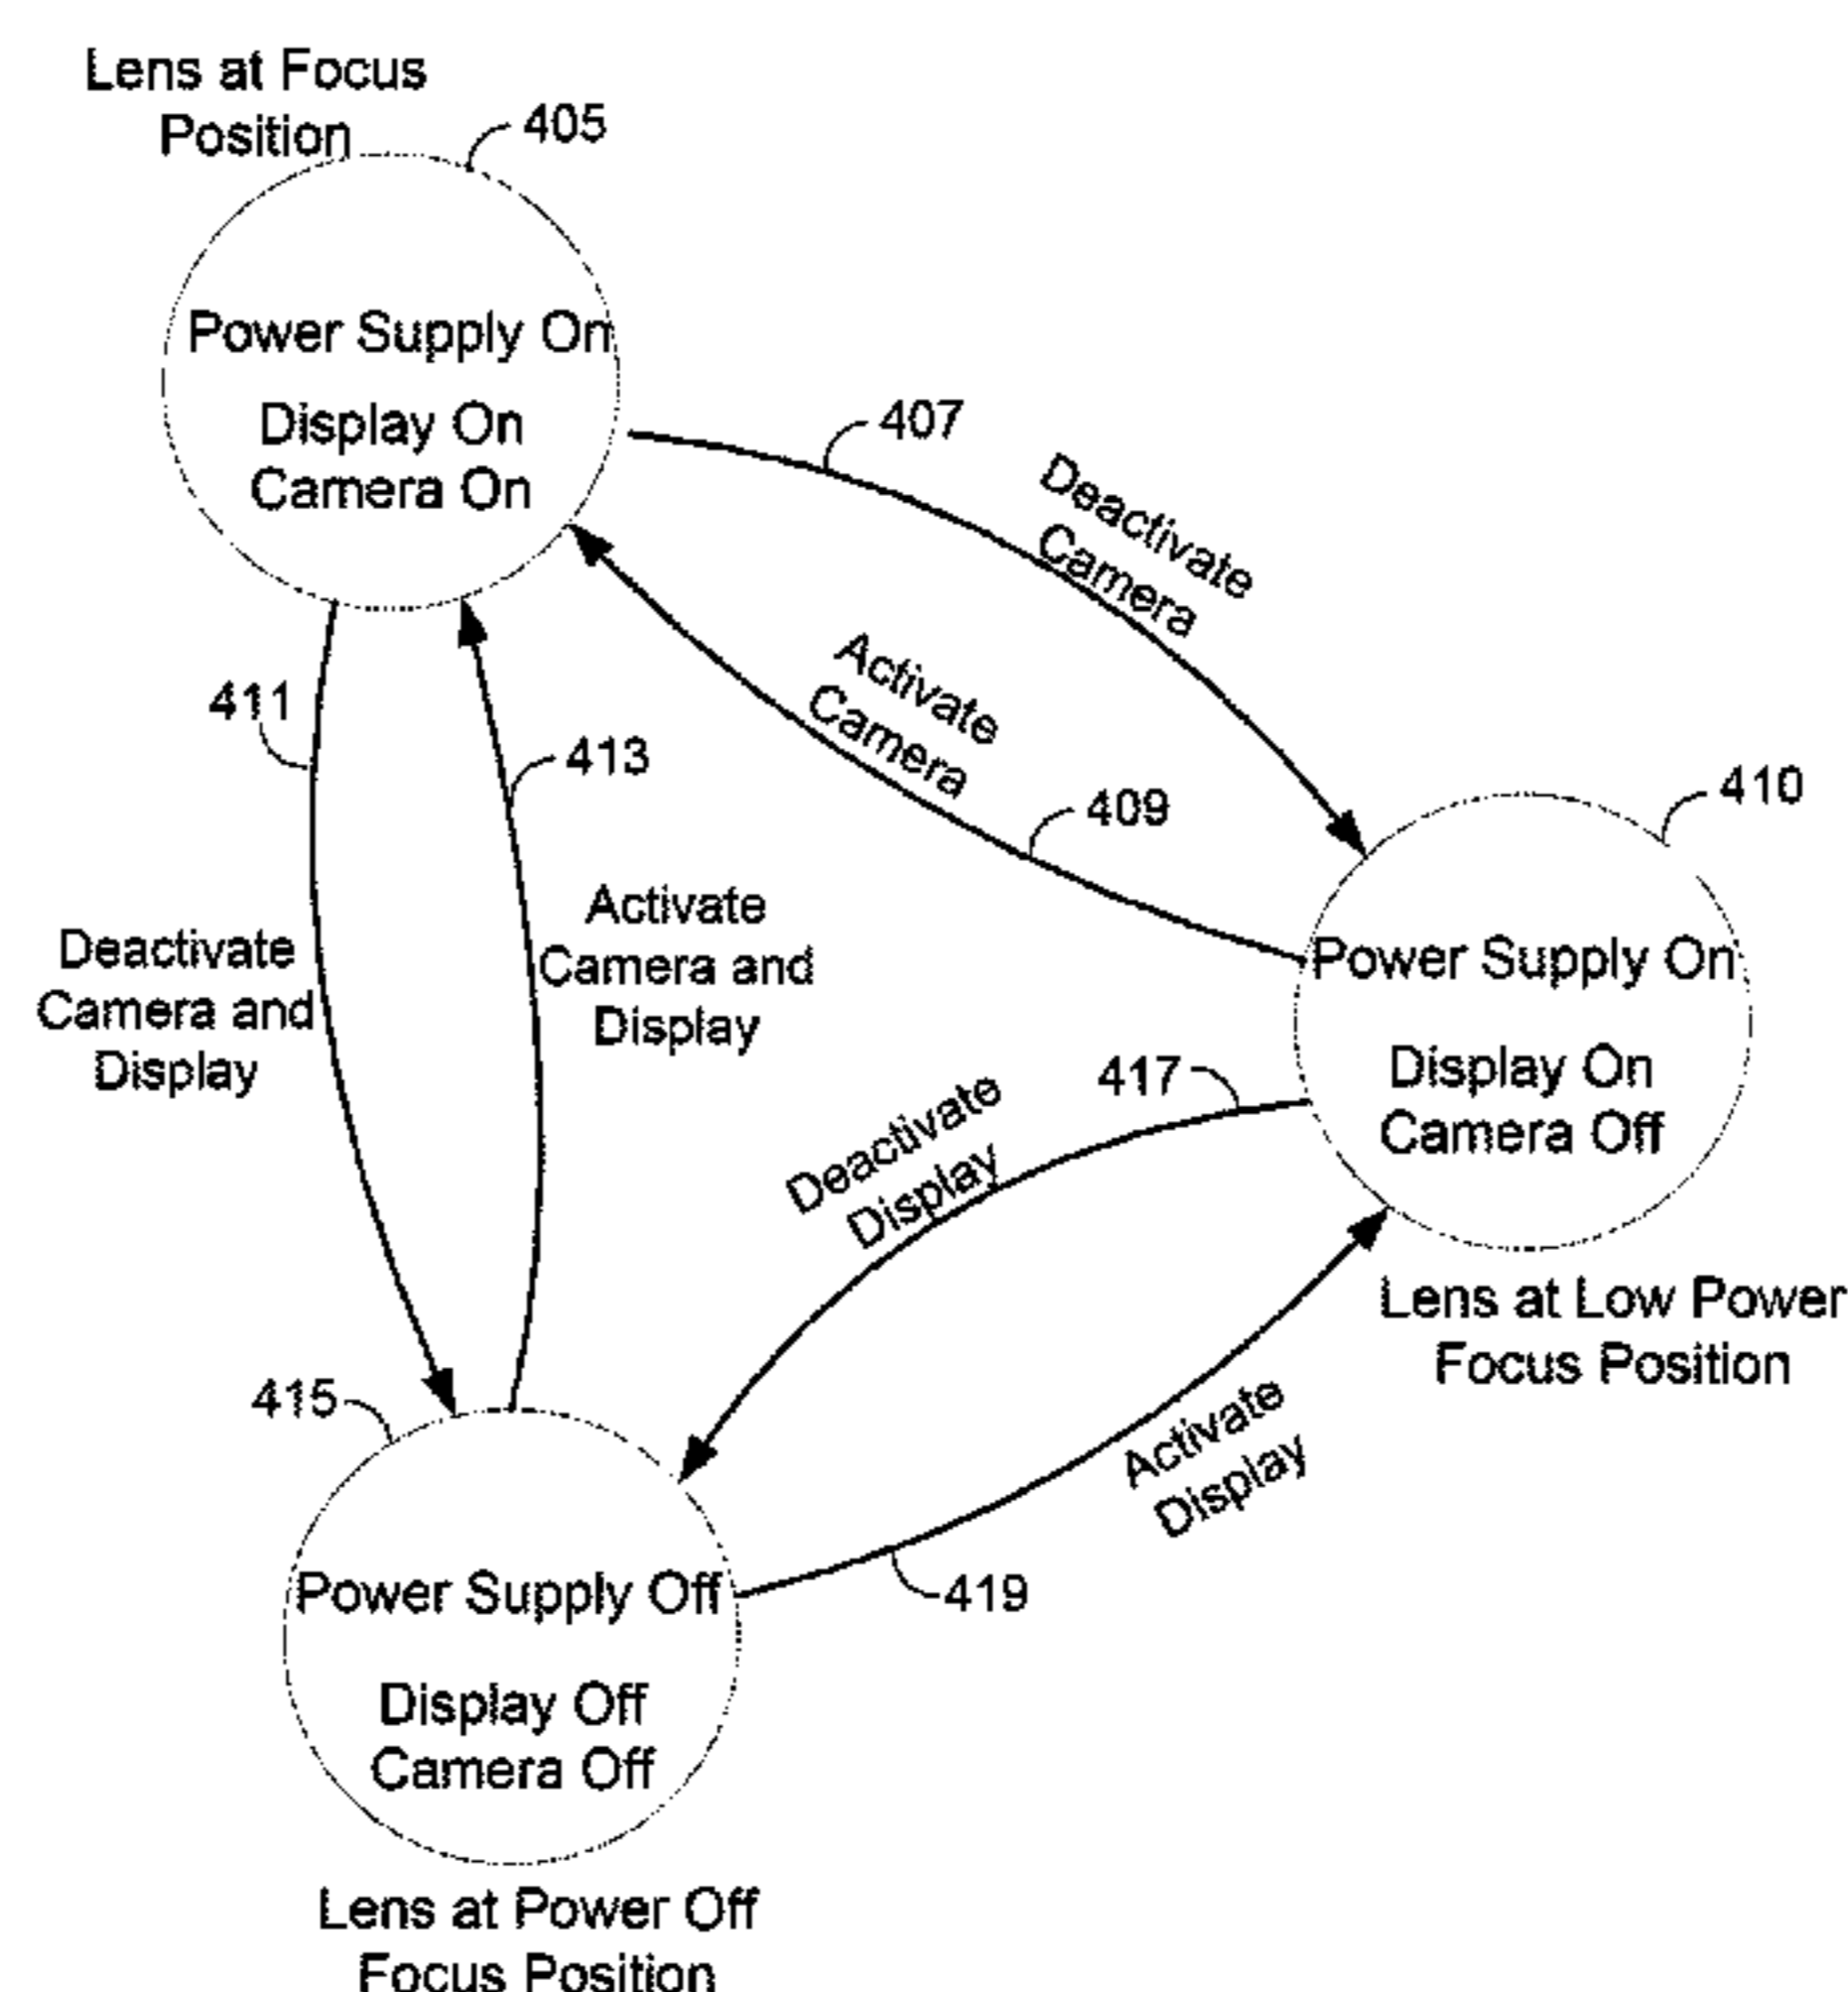 Lens at Focus
Position
405
Power Supply On
Display On
Camera On
407
Deactivate
Camera
Activate
Camera
409
411
413
410
Deactivate
Camera and
Display
Activate
Camera and
Display
Power Supply On
Display On
Camera Off
417
Deactivate
Display
Lens at Low Power
Focus Position
Activate
Display
419
415
Power Supply Off
Display Off
Camera Off
Lens at Power Off
Focus Position